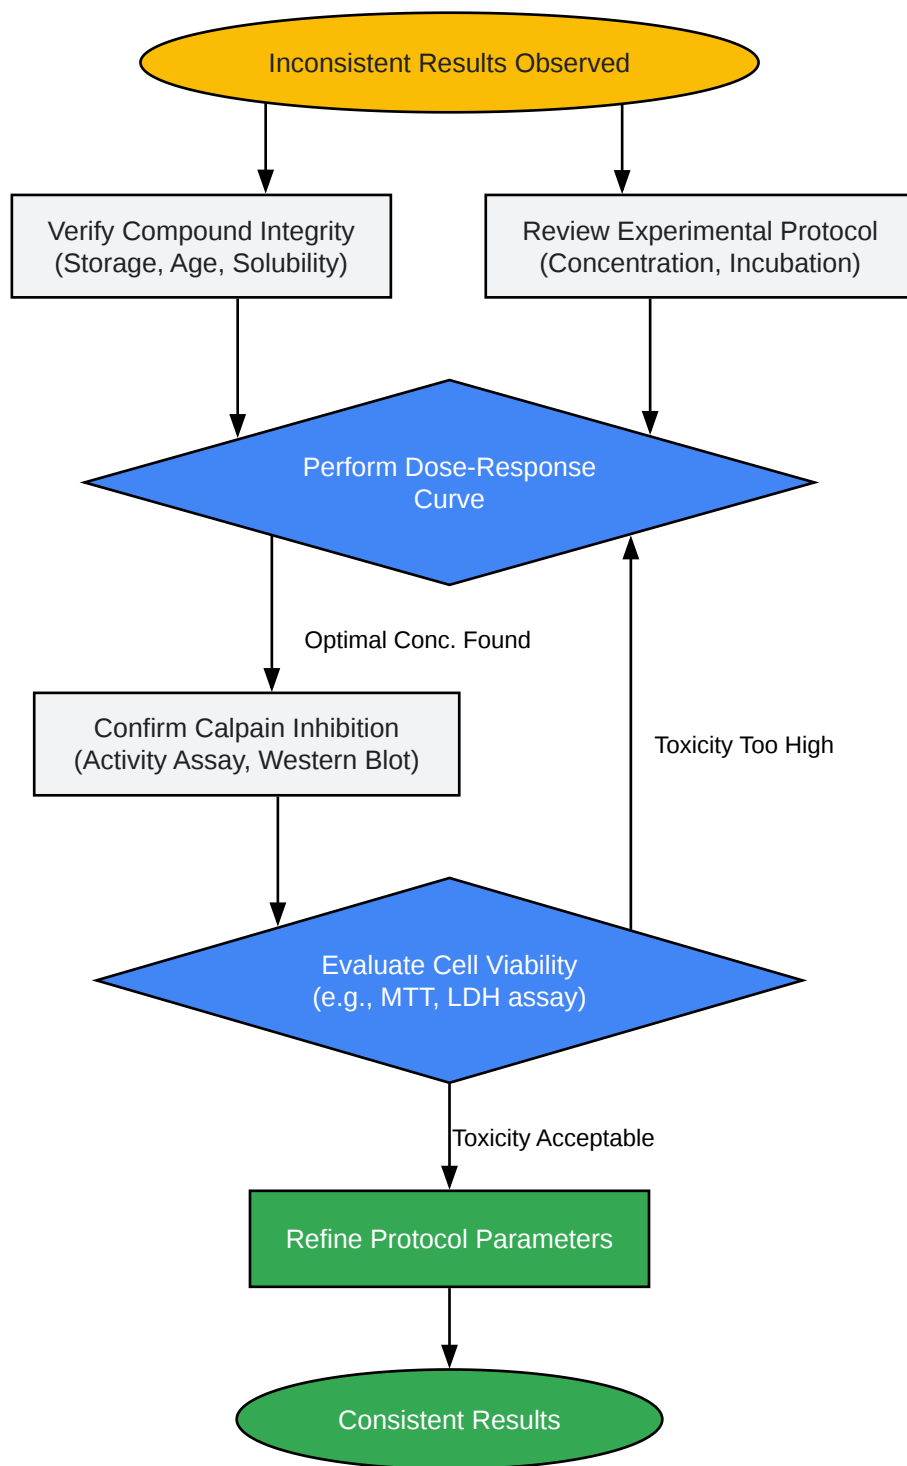 Inconsistent Results Observed
Verify Compound Integrity
(Storage, Age, Solubility)
Review Experimental Protocol
(Concentration, Incubation)
Perform Dose-Response
Curve
Optimal Conc. Found
Confirm Calpain Inhibition
(Activity Assay, Western Blot)
Toxicity Too High
Evaluate Cell Viability
(e.g., MTT, LDH assay)
Toxicity Acceptable
Refine Protocol Parameters
Consistent Results